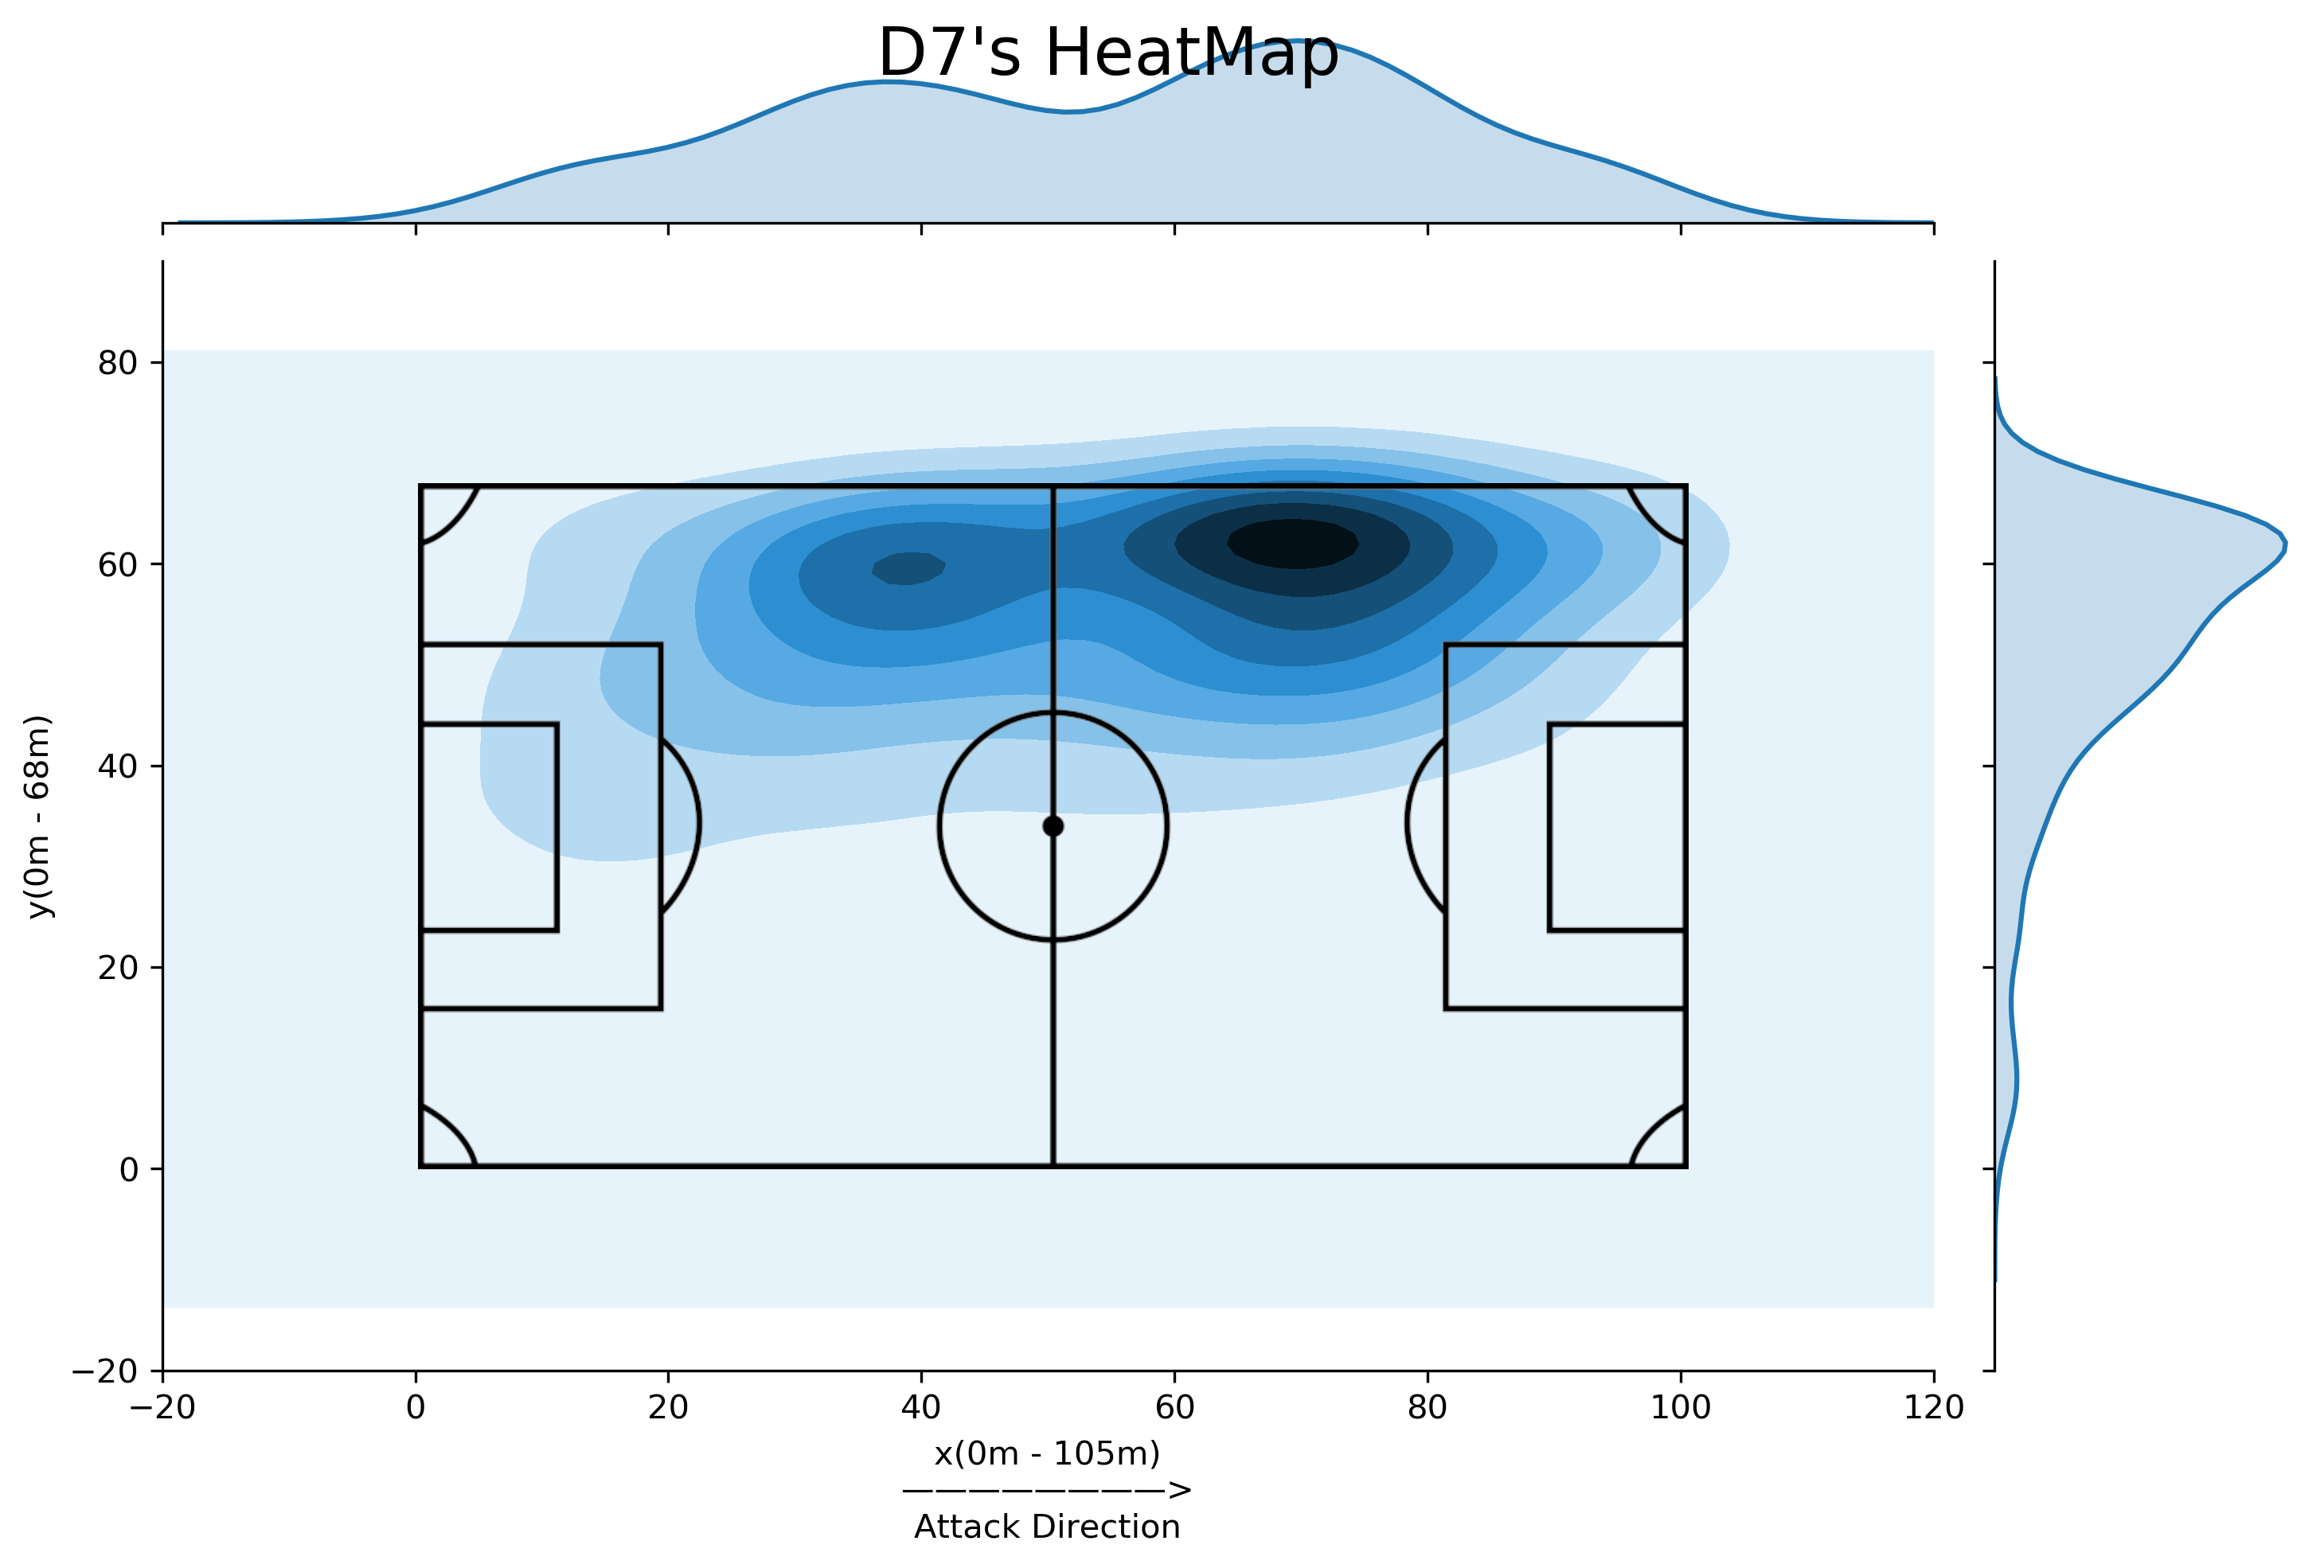 D7's HeatMap
80
60
40
20
0
−20
y(0m - 68m)
−20 0 20 40 60 80 100 120
x(0m - 105m)
————————>
Attack Direction